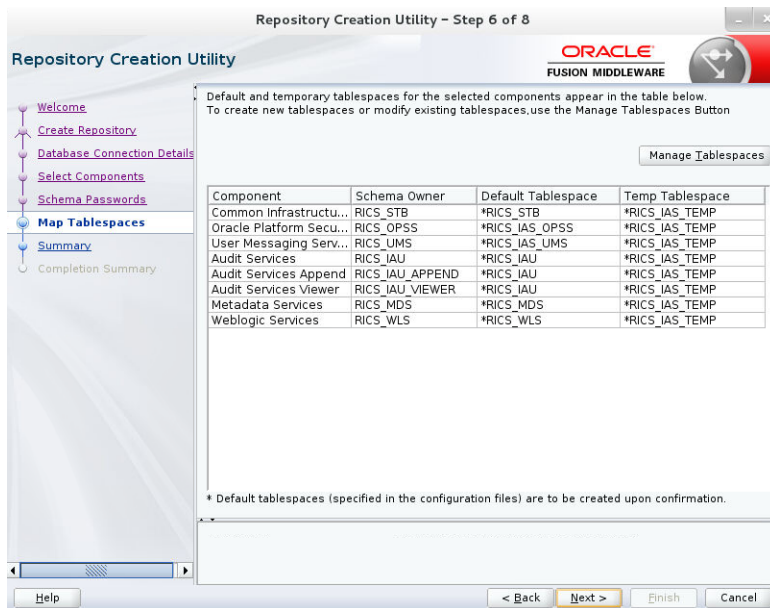 Repository Creation Utility – Step 6 of 8
Repository Creation Utility
ORACLE
FUSION MIDDLEWARE
Welcome
Create Repository
Database Connection Details
Select Components
Schema Passwords
Map Tablespaces
Summary
Completion Summary
Default and temporary tablespaces for the selected components appear in the table below.
To create new tablespaces or modify existing tablespaces,use the Manage Tablespaces Button
Manage Tablespaces
Component Schema Owner Default Tablespace Temp Tablespace
Common Infrastructu... RICS_STB *RICS_STB *RICS_IAS_TEMP
Oracle Platform Secu... RICS_OPSS *RICS_IAS_OPSS *RICS_IAS_TEMP
User Messaging Serv... RICS_UMS *RICS_IAS_UMS *RICS_IAS_TEMP
Audit Services RICS_IAU *RICS_IAU *RICS_IAS_TEMP
Audit Services Append RICS_IAU_APPEND *RICS_IAU *RICS_IAS_TEMP
Audit Services Viewer RICS_IAU_VIEWER *RICS_IAU *RICS_IAS_TEMP
Metadata Services RICS_MDS *RICS_MDS *RICS_IAS_TEMP
Weblogic Services RICS_WLS *RICS_WLS *RICS_IAS_TEMP
* Default tablespaces (specified in the configuration files) are to be created upon confirmation.
Help
< Back Next > Finish Cancel